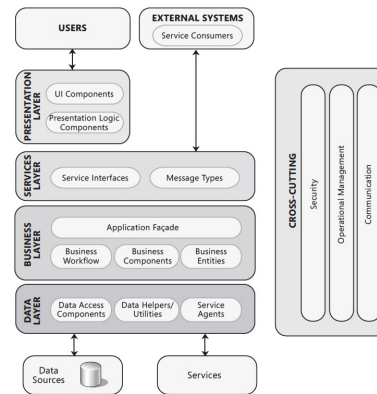 USERS
EXTERNAL SYSTEMS
Service Consumers
PRESENTATION
LAYER
UI Components
Presentation Logic
Components
SERVICES
LAYER
Service Interfaces
Message Types
BUSINESS
LAYER
Application Façade
Business
Workflow
Business
Components
Business
Entities
DATA
LAYER
Data Access
Components
Data Helpers/
Utilities
Service
Agents
Data
Sources
Services
CROSS-CUTTING
Security
Operational Management
Communication